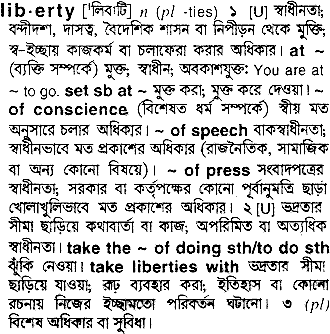 lib·erty ['লিবাটি] n (pl -ties) ১ [U] স্বাধীনতা;
বন্দীদশা, দাসত্ব, বৈদেশিক শাসন বা নিপীড়ন থেকে মুক্তি;
স্ব-ইচ্ছায় কাজকর্ম বা চলাফেরা করার অধিকার। at ~
(ব্যক্তি সম্পর্কে) মুক্ত; স্বাধীন; অবকাশযুক্ত: You are at
~ to go. set sb at ~ মুক্ত করা; মুক্ত করে দেওয়া। ~
of conscience (বিশেষত ধর্ম সম্পর্কে) স্বীয় মত
অনুসারে চলার অধিকার। ~ of speech বাকস্বাধীনতা;
স্বাধীনভাবে মত প্রকাশের অধিকার (রাজনৈতিক, সামাজিক
বা অন্য কোনো বিষয়ে)। ~ of press সংবাদপত্রের
স্বাধীনতা; সরকার বা কর্তৃপক্ষের কোনো পূর্বানুমতি ছাড়া
খোলাখুলিভাবে মত প্রকাশের অধিকার। ২ [U] ভদ্রতার
সীমা ছাড়িয়ে কথাবার্তা বা কাজ; অপরিমিত বা অত্যধিক
স্বাধীনতা। take the ~ of doing sth/to do sth
ঝুঁকি নেওয়া। take liberties with ভদ্রতার সীমা
ছাড়িয়ে যাওয়া; রূঢ় ব্যবহার করা; ইতিহাস বা কোনো
রচনায় নিজের ইচ্ছামতো পরিবর্তন ঘটানো। ৩ (pl)
বিশেষ অধিকার বা সুবিধা।